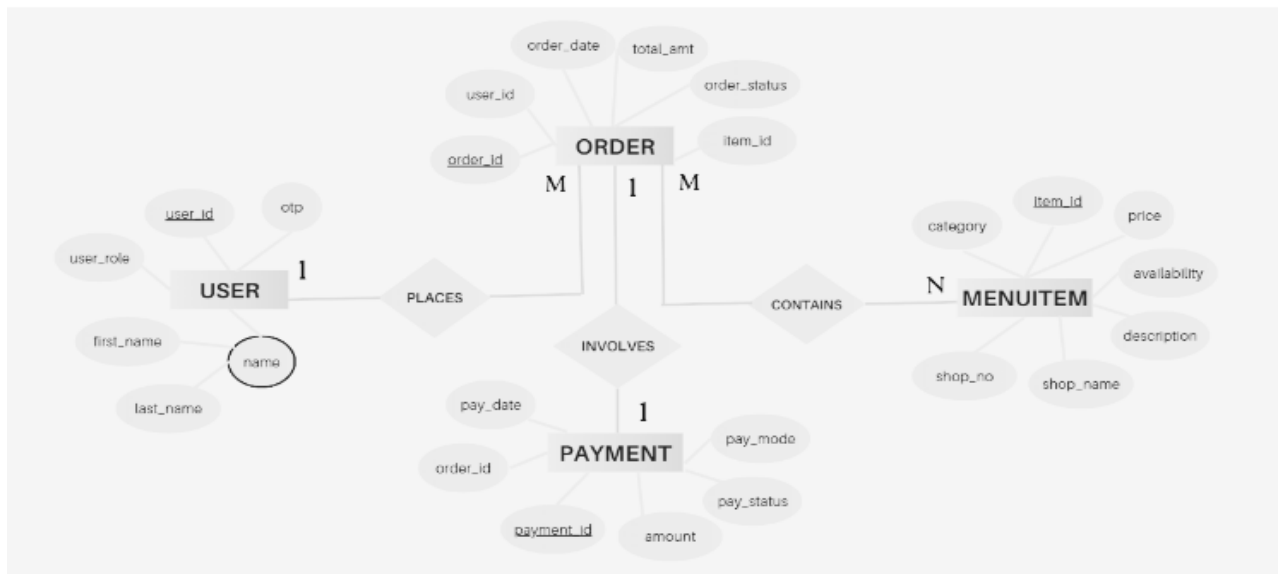 order_date
total_amt
user_id
order_status
ORDER
item_id
order_id
M
1
M
user_id
otp
item_id
price
category
user_role
availability
USER
1
PLACES
CONTAINS
N
MENUITEM
description
first_name
name
INVOLVES
shop_no
shop_name
last_name
pay_date
1
pay_mode
PAYMENT
order_id
pay_status
payment_id
amount